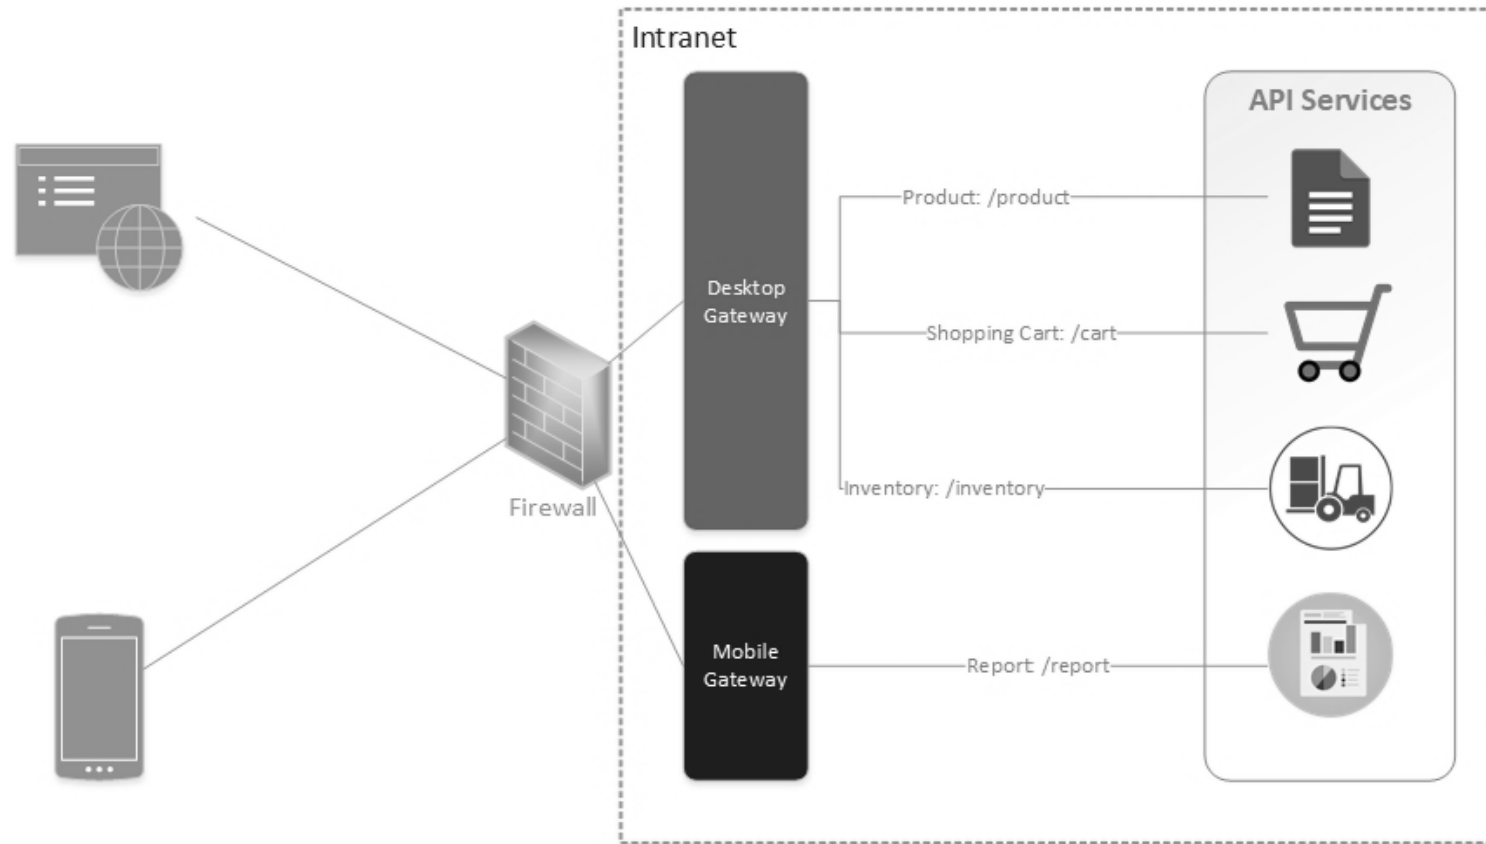 Intranet
API Services
Product: /product
Desktop
Gateway
Shopping Cart: /cart
Inventory: /inventory
Firewall
Mobile
Gateway
Report: /report